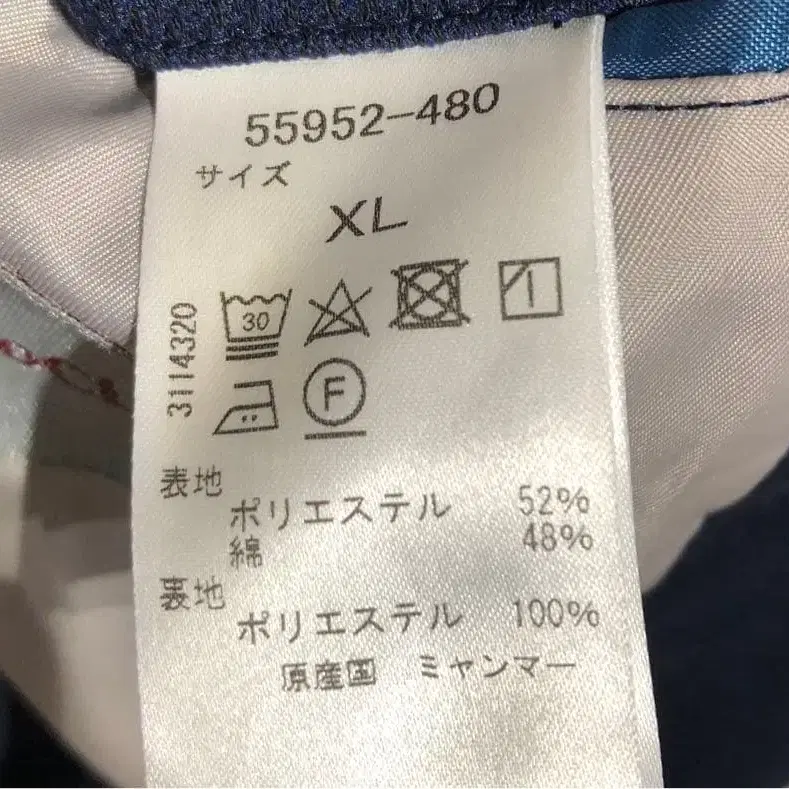 55952-480
サイズ
XL
30
3114320
F
表地
ポリエステル 52%
綿 48%
裏地
ポリエステル 100%
原産国 ミャンマー